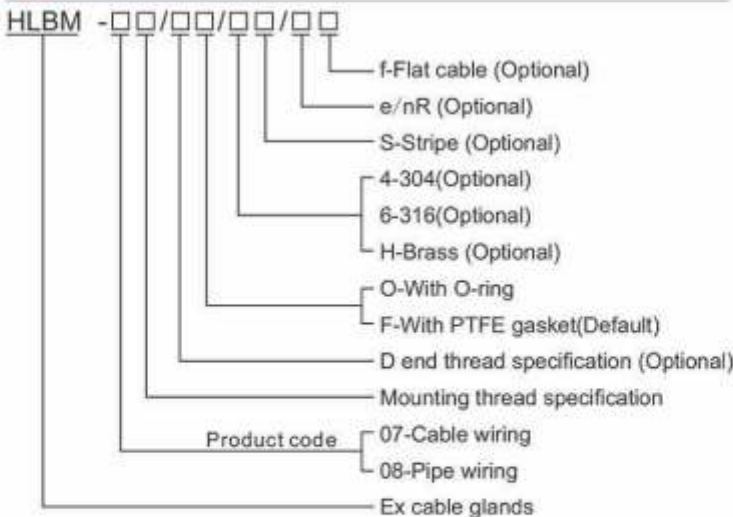 HLBM -□□/□□/□□/□□
f-Flat cable (Optional)
e/nR (Optional)
S-Stripe (Optional)
4-304(Optional)
6-316(Optional)
H-Brass (Optional)
O-With O-ring
F-With PTFE gasket(Default)
D end thread specification (Optional)
Mounting thread specification
Product code
07-Cable wiring
08-Pipe wiring
Ex cable glands